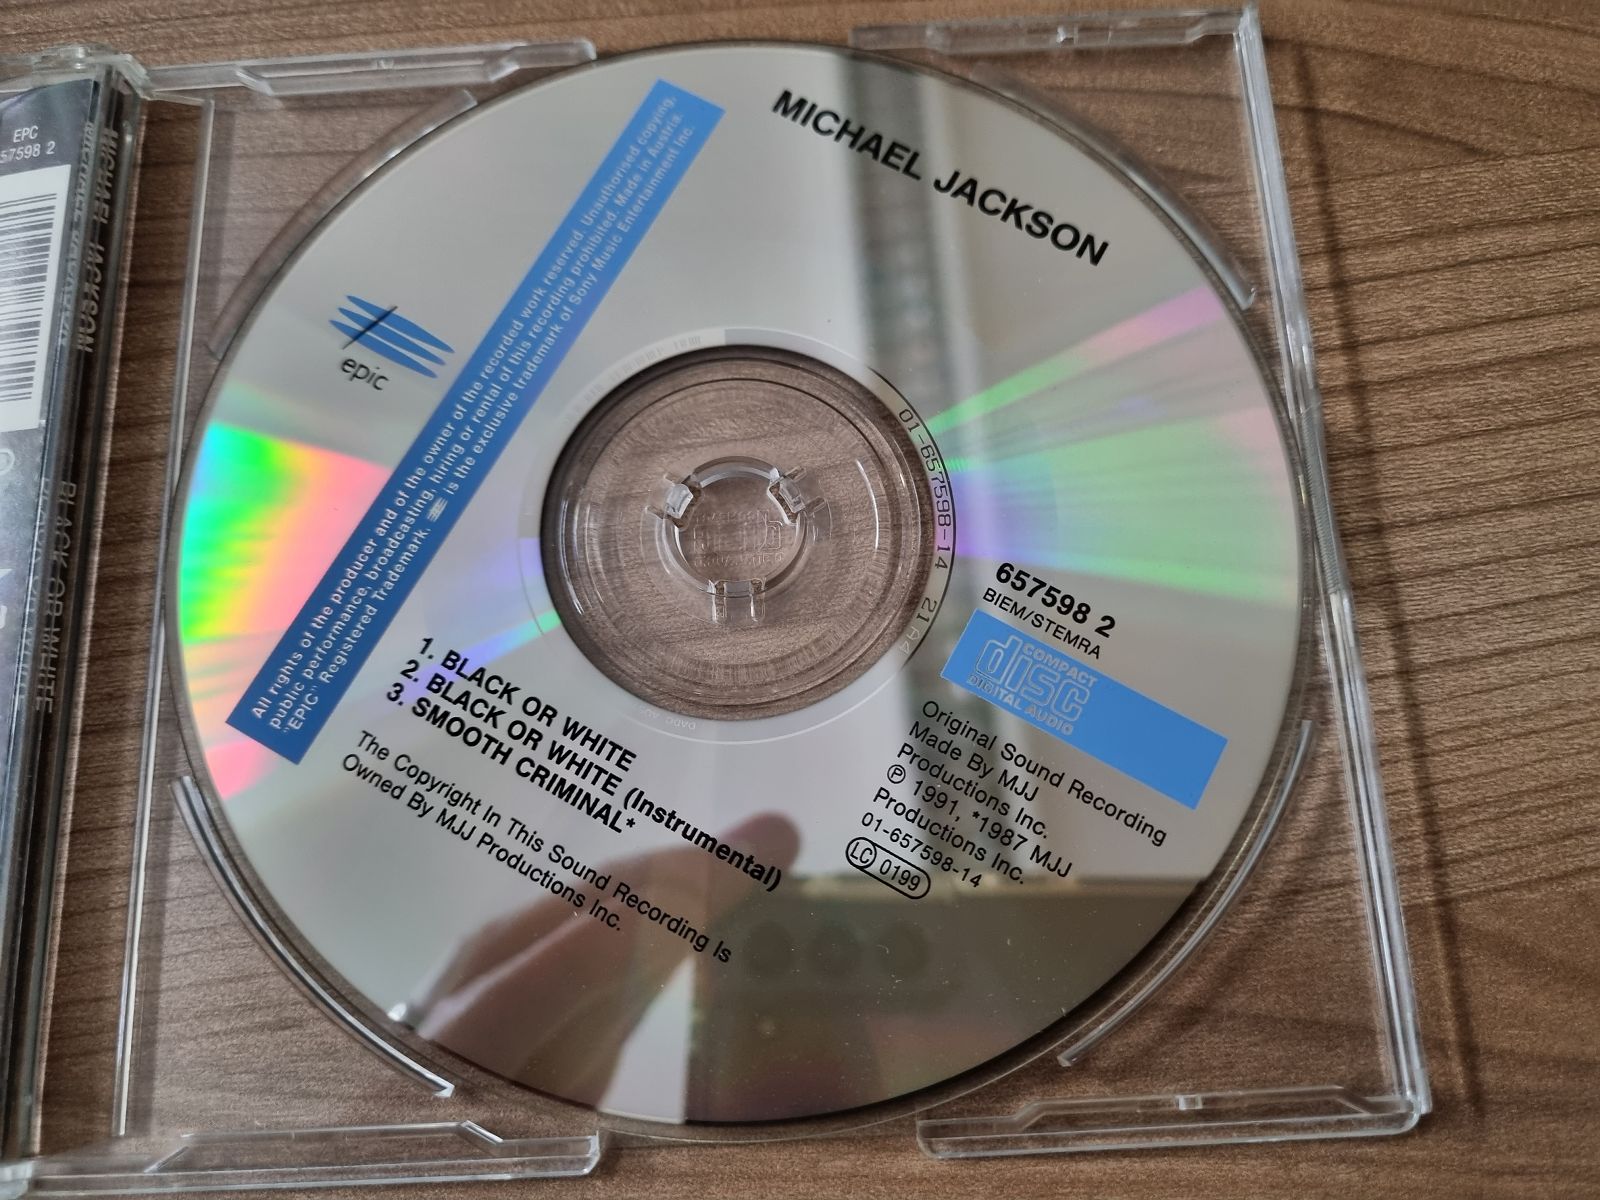 EPC
57598 2
MICHAEL JACKSON
BLACK OR WHITE
MICHAEL JACKSON
epic
All rights of the producer and of the owner of the recorded work reserved. Unauthorised copying,
public performance, broadcasting, hiring or rental of this recording prohibited. Made in Austria.
"EPIC" Registered Trademark. is the exclusive trademark of Sony Music Entertainment Inc.
1. BLACK OR WHITE
2. BLACK OR WHITE (Instrumental)
3. SMOOTH CRIMINAL*
The Copyright In This Sound Recording Is
Owned By MJJ Productions Inc.
01-657598-14 21 A4
657598 2
BIEM/STEMRA
COMPACT
disc
DIGITAL AUDIO
Original Sound Recording
Made By MJJ
Productions Inc.
℗ 1991, *1987 MJJ
Productions Inc.
01-657598-14
LC 0199